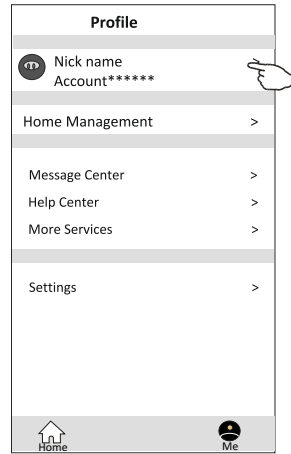 Profile
Nick name
Account******
Home Management >
Message Center >
Help Center >
More Services >
Settings >
Home
Me